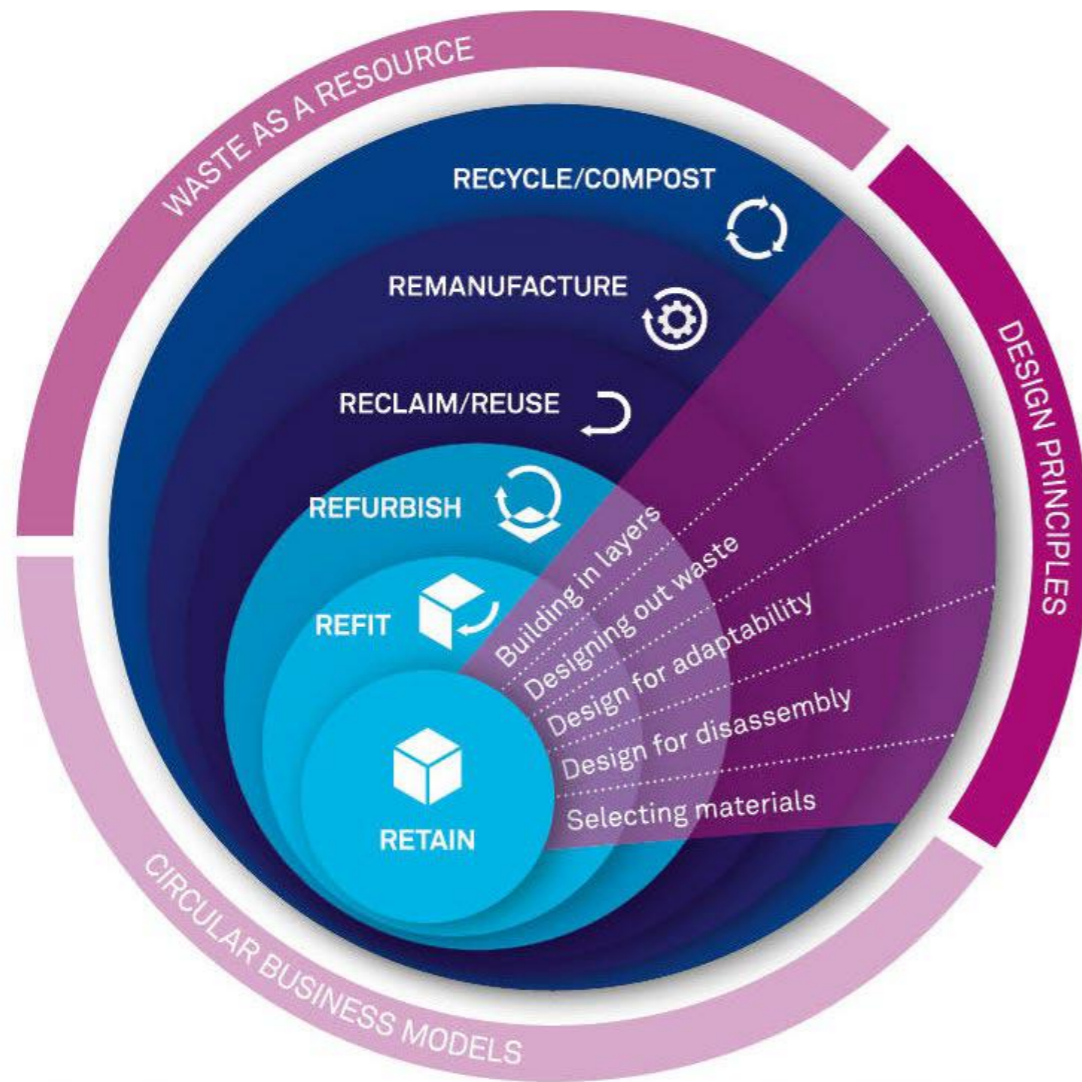 WASTE AS A RESOURCE
DESIGN PRINCIPLES
CIRCULAR BUSINESS MODELS
RECYCLE/COMPOST
REMANUFACTURE
RECLAIM/REUSE
REFURBISH
REFIT
RETAIN
Building in layers
Designing out waste
Design for adaptability
Design for disassembly
Selecting materials